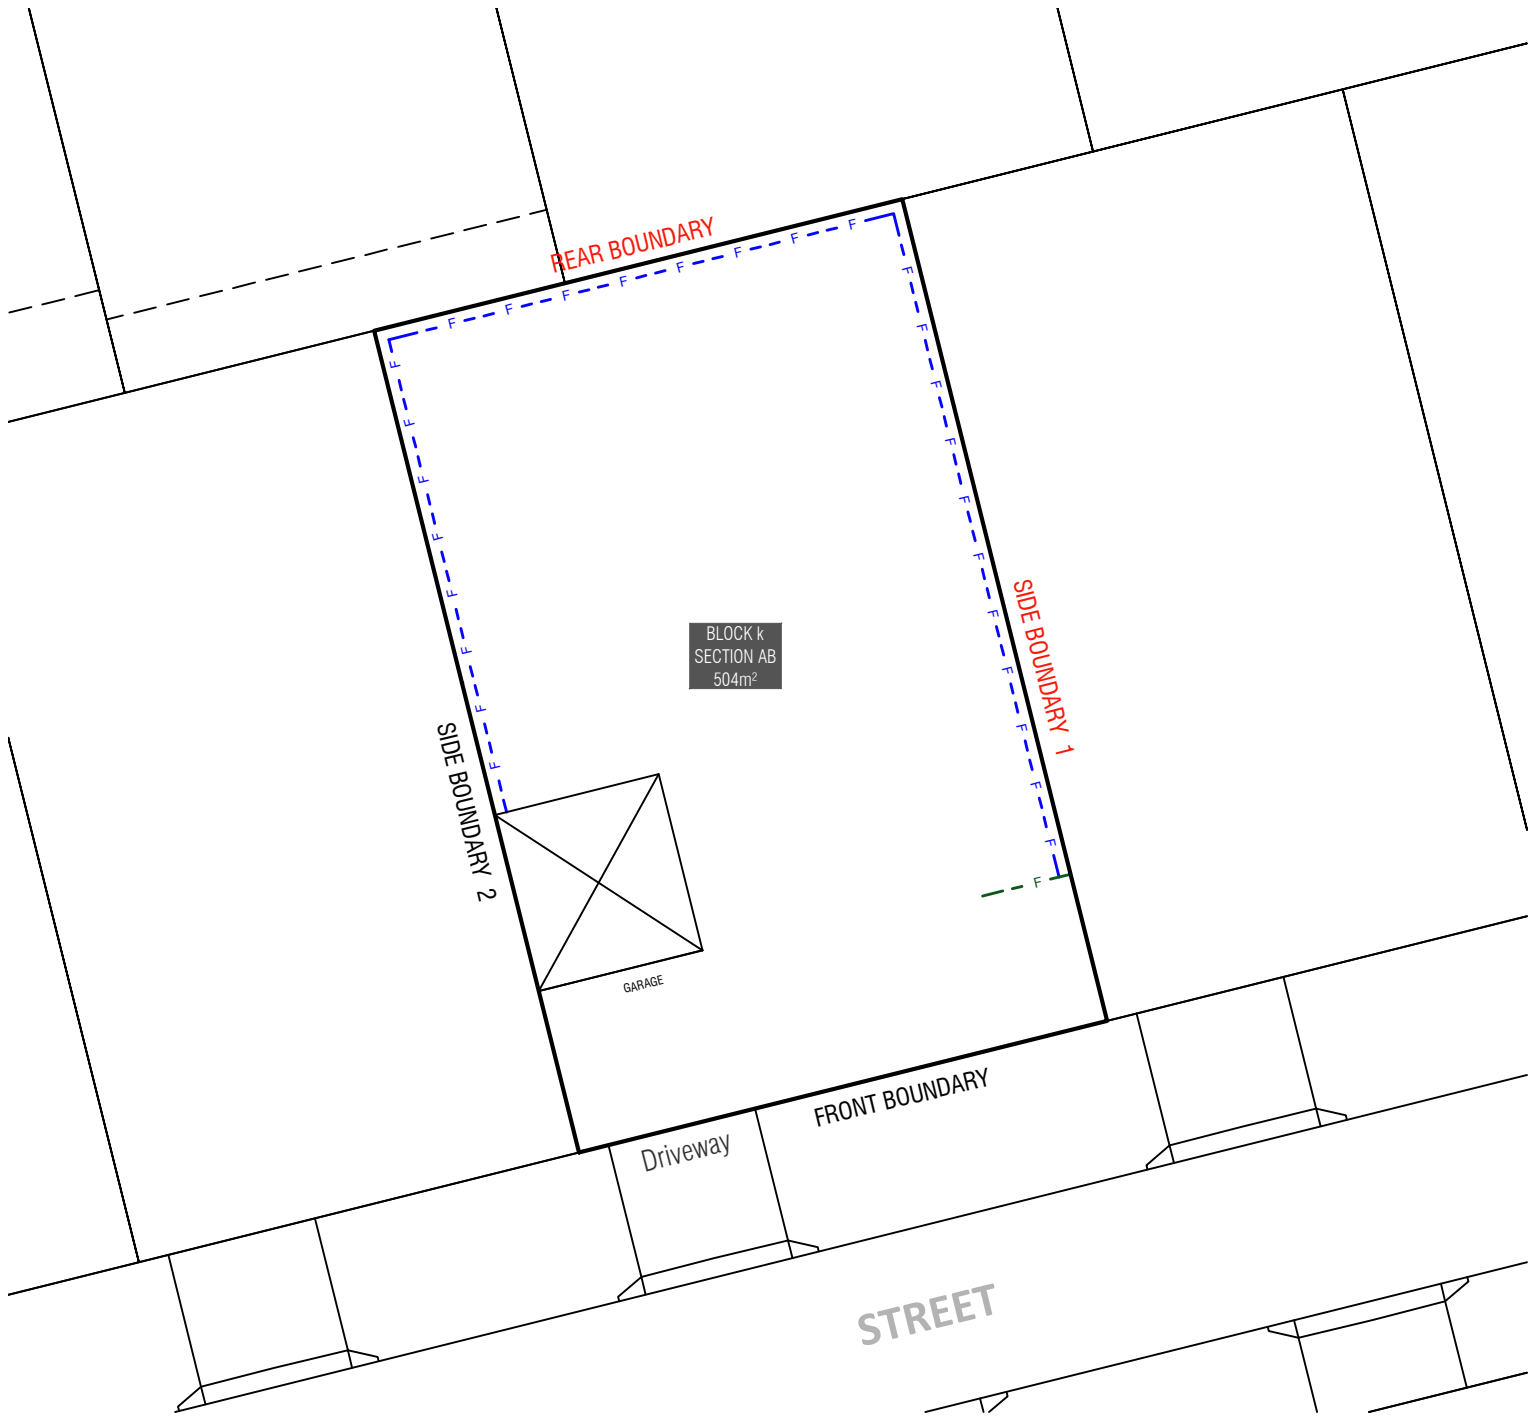 REAR BOUNDARY
F F F F F F F F
F F F F F F F F
F F F F F F F F F F F
SIDE BOUNDARY 1
BLOCK k
SECTION AB
504m²
SIDE BOUNDARY 2
F
GARAGE
FRONT BOUNDARY
Driveway
STREET